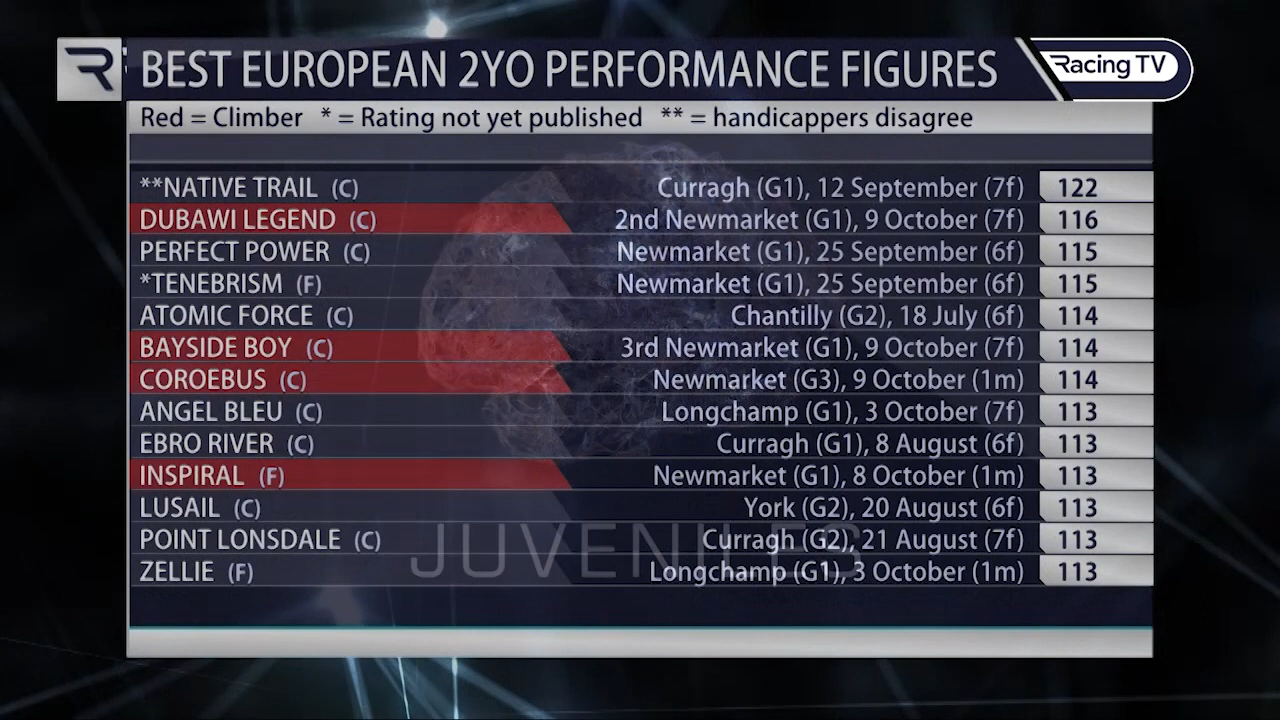 BEST EUROPEAN 2YO PERFORMANCE FIGURES
Racing TV
Red = Climber * = Rating not yet published ** = handicappers disagree
**NATIVE TRAIL (C) Curragh (G1), 12 September (7f) 122
DUBAWI LEGEND (C) 2nd Newmarket (G1), 9 October (7f) 116
PERFECT POWER (C) Newmarket (G1), 25 September (6f) 115
*TENEBRISM (F) Newmarket (G1), 25 September (6f) 115
ATOMIC FORCE (C) Chantilly (G2), 18 July (6f) 114
BAYSIDE BOY (C) 3rd Newmarket (G1), 9 October (7f) 114
COROEBUS (C) Newmarket (G3), 9 October (1m) 114
ANGEL BLEU (C) Longchamp (G1), 3 October (7f) 113
EBRO RIVER (C) Curragh (G1), 8 August (6f) 113
INSPIRAL (F) Newmarket (G1), 8 October (1m) 113
LUSAIL (C) York (G2), 20 August (6f) 113
POINT LONSDALE (C) Curragh (G2), 21 August (7f) 113
JUVENILES
ZELLIE (F) Longchamp (G1), 3 October (1m) 113